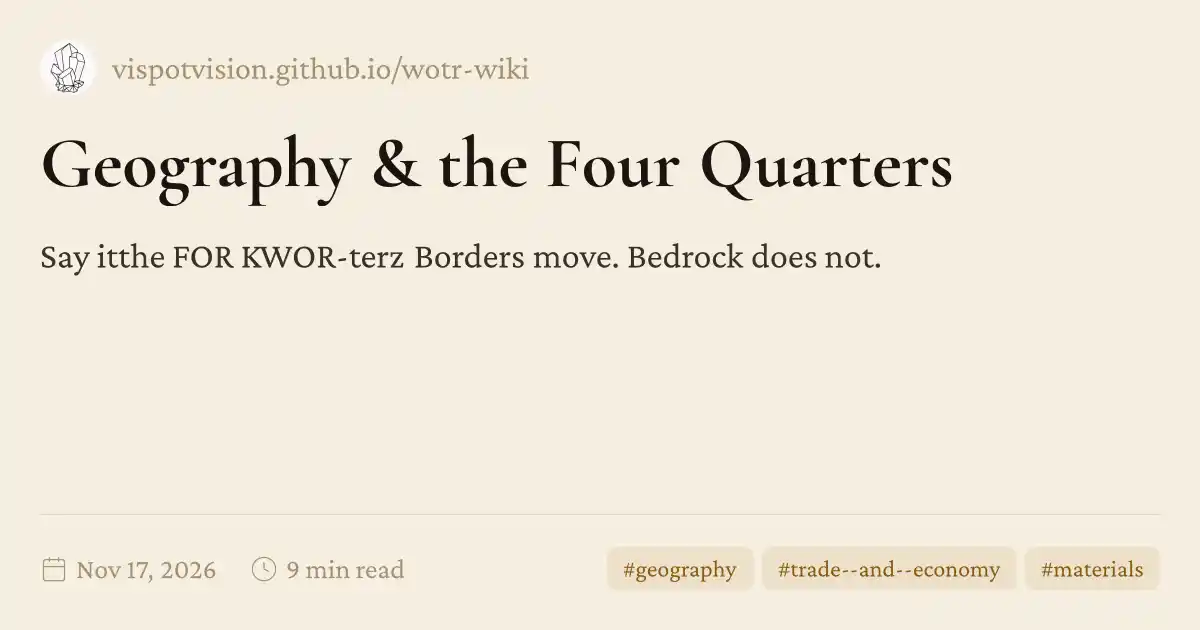 vispotvision.github.io/wotr-wiki
Geography & the Four Quarters
Say itthe FOR KWOR-terz Borders move. Bedrock does not.
Nov 17, 2026
9 min read
#geography
#trade--and--economy
#materials